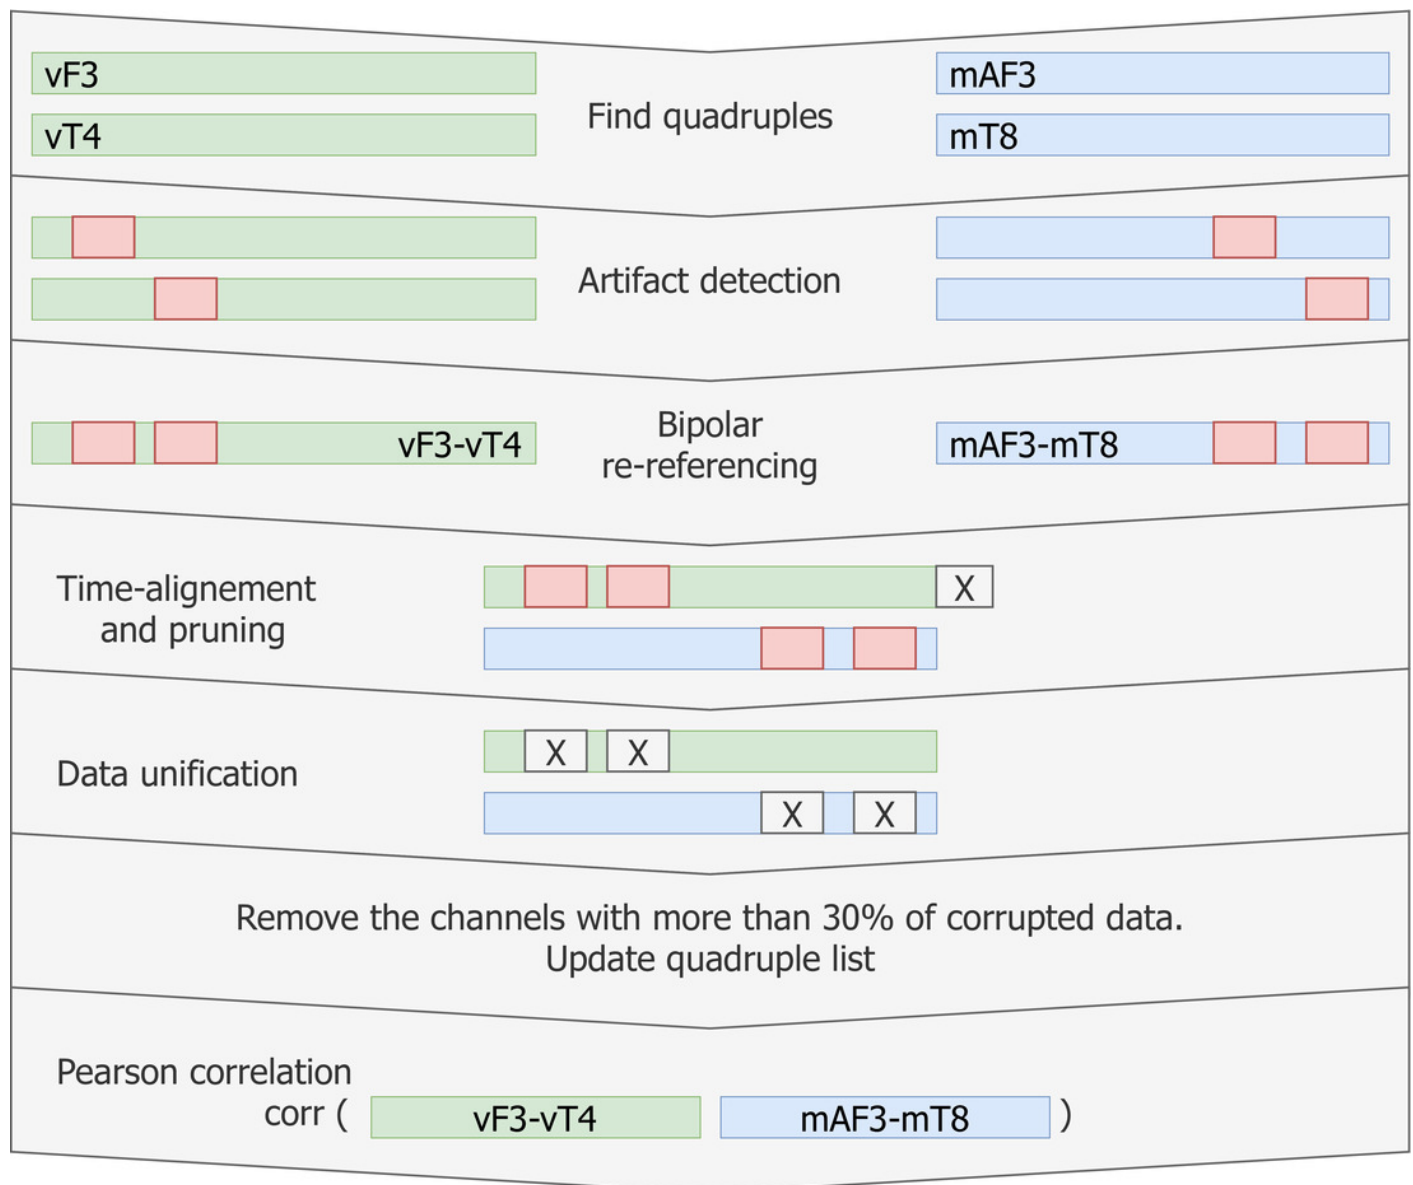 vF3
mAF3
Find quadruples
vT4
mT8
Artifact detection
vF3-vT4
Bipolar
re-referencing
mAF3-mT8
Time-alignement
and pruning
X
Data unification
X X
X X
Remove the channels with more than 30% of corrupted data.
Update quadruple list
Pearson correlation
corr ( vF3-vT4 mAF3-mT8 )